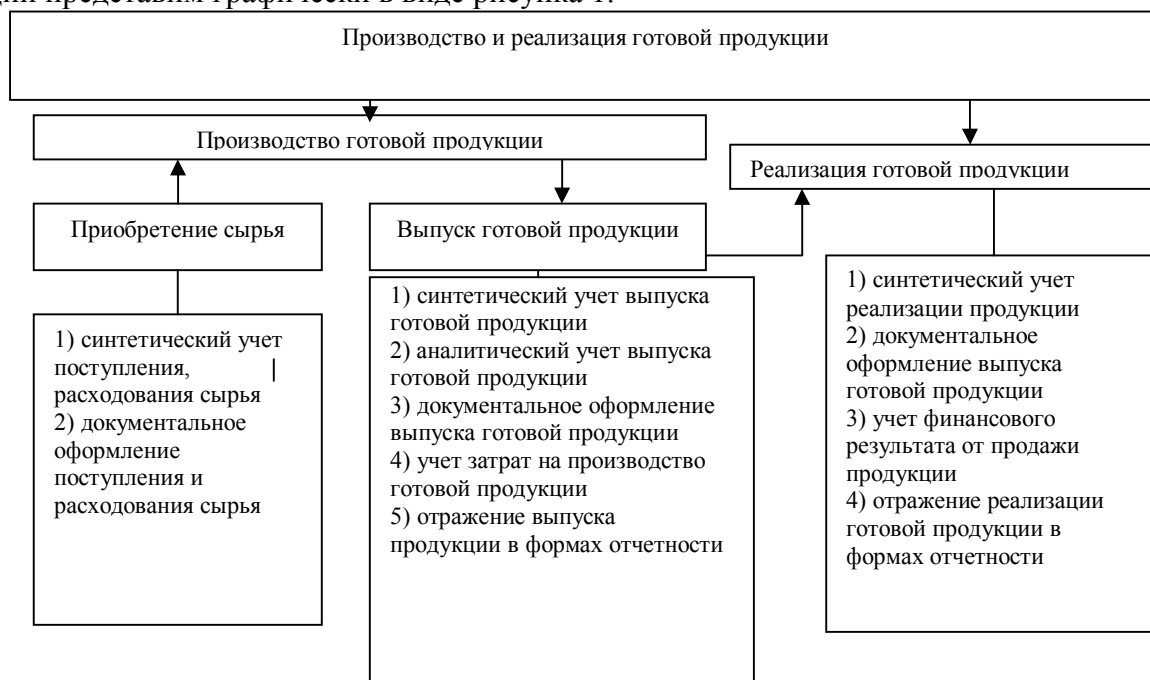 ции представим графически в виде рисунка 1.
Производство и реализация готовой продукции
Производство готовой продукции
Реализация готовой продукции
Приобретение сырья
Выпуск готовой продукции
1) синтетический учет
поступления,
расходования сырья
2) документальное
оформление
поступления и
расходования сырья
1) синтетический учет выпуска
готовой продукции
2) аналитический учет выпуска
готовой продукции
3) документальное оформление
выпуска готовой продукции
4) учет затрат на производство
готовой продукции
5) отражение выпуска
продукции в формах отчетности
1) синтетический учет
реализации продукции
2) документальное
оформление выпуска
готовой продукции
3) учет финансового
результата от продажи
продукции
4) отражение реализации
готовой продукции в
формах отчетности